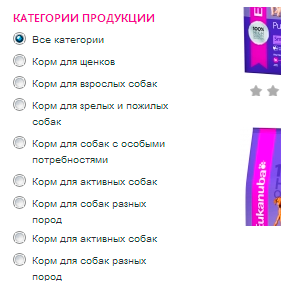 КАТЕГОРИИ ПРОДУКЦИИ
Все категории
Корм для щенков
Корм для взрослых собак
Корм для зрелых и пожилых
собак
Корм для собак с особыми
потребностями
Корм для активных собак
Корм для собак разных
пород
Корм для активных собак
Корм для собак разных
пород
100%
Eukanuba